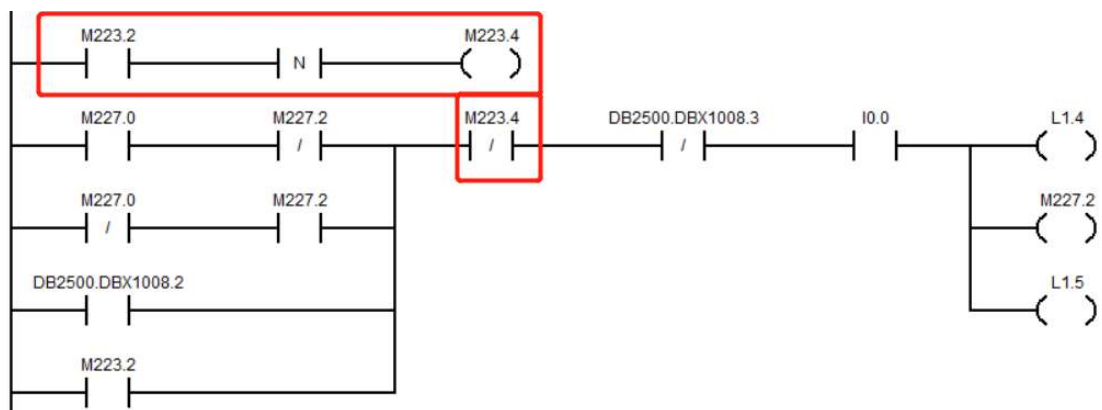 M223.2 M223.4
N
M227.0 M227.2 M223.4 DB2500.DBX1008.3 I0.0 L1.4
/ / /
M227.0 M227.2 M227.2
/
DB2500.DBX1008.2 L1.5
M223.2